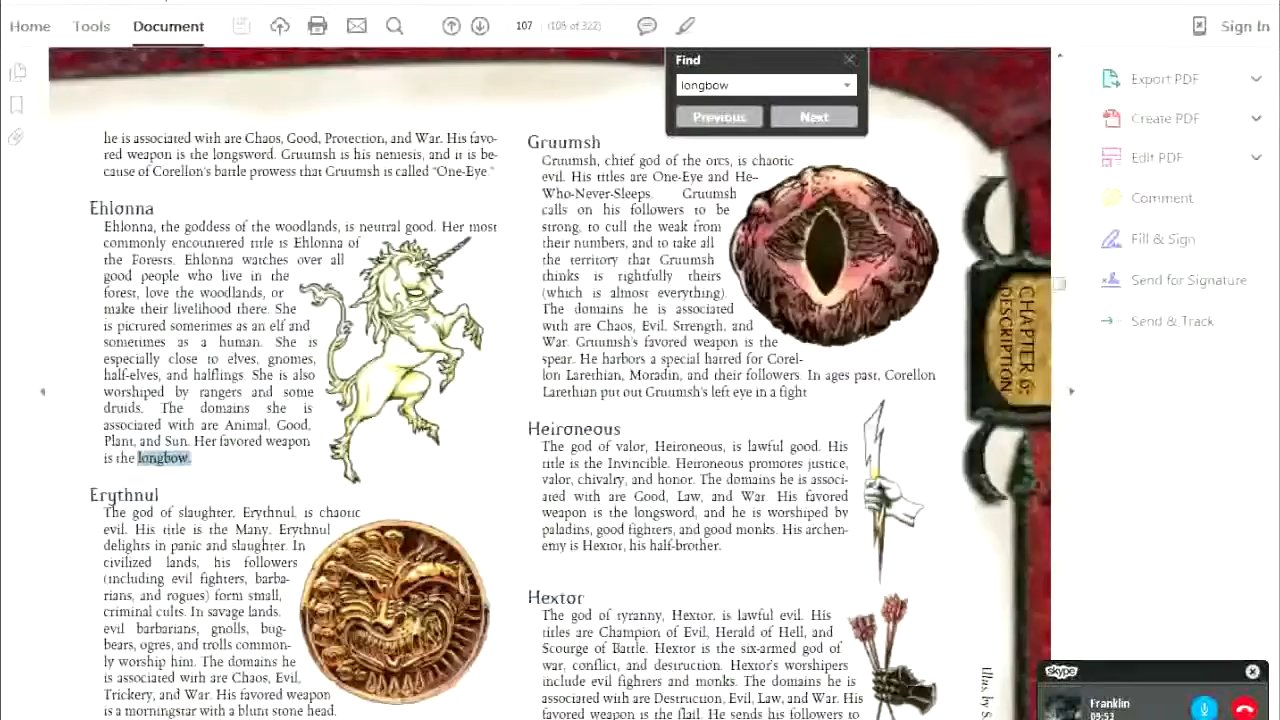 Home
Tools
Document
107
(108 of 322)
Sign In
Find
longbow
Previous
Next
Export PDF
Create PDF
Edit PDF
Comment
Fill & Sign
Send for Signature
Send & Track
he is associated with are Chaos, Good, Protection, and War. His favo-
red weapon is the longsword. Gruumsh is his nemesis, and it is be-
cause of Corellon's battle prowess that Gruumsh is called "One-Eye."
Ehlonna
Ehlonna, the goddess of the woodlands, is neutral good. Her most
commonly encountered title is Ehlonna of
the Forests. Ehlonna watches over all
good people who live in the
forest, love the woodlands, or
make their livelihood there. She
is pictured sometimes as an elf and
sometimes as a human. She is
especially close to elves, gnomes,
half-elves, and halflings. She is also
worshiped by rangers and some
druids. The domains she is
associated with are Animal, Good,
Plant, and Sun. Her favored weapon
is the longbow.
Erythnul
The god of slaughter, Erythnul, is chaotic
evil. His title is the Many. Erythnul
delights in panic and slaughter. In
civilized lands, his followers
(including evil fighters, barba-
rians, and rogues) form small,
criminal cults. In savage lands,
evil barbarians, gnolls, bug-
bears, ogres, and trolls common-
ly worship him. The domains he
is associated with are Chaos, Evil,
Trickery, and War. His favored weapon
is a morningstar with a blunt stone head.
Gruumsh
Gruumsh, chief god of the orcs, is chaotic
evil. His titles are One-Eye and He-
Who-Never-Sleeps. Gruumsh
calls on his followers to be
strong, to cull the weak from
their numbers, and to take all
the territory that Gruumsh
thinks is rightfully theirs
(which is almost everything).
The domains he is associated
with are Chaos, Evil, Strength, and
War. Gruumsh's favored weapon is the
spear. He harbors a special hatred for Corel-
lon Larethian, Moradin, and their followers. In ages past, Corellon
Larethian put out Gruumsh's left eye in a fight
Heironeous
The god of valor, Heironeous, is lawful good. His
title is the Invincible. Heironeous promotes justice,
valor, chivalry, and honor. The domains he is associ-
ated with are Good, Law, and War. His favored
weapon is the longsword, and he is worshiped by
paladins, good fighters, and good monks. His archen-
emy is Hextor, his half-brother.
Hextor
The god of tyranny, Hextor, is lawful evil. His
titles are Champion of Evil, Herald of Hell, and
Scourge of Battle. Hextor is the six-armed god of
war, conflict, and destruction. Hextor's worshipers
include evil fighters and monks. The domains he is
associated with are Destruction, Evil, Law, and War. His
favored weapon is the flail. He sends his followers to
CHAPTER 6:
DESCRIPTION
Illus. by S.
skype
Franklin
09:53